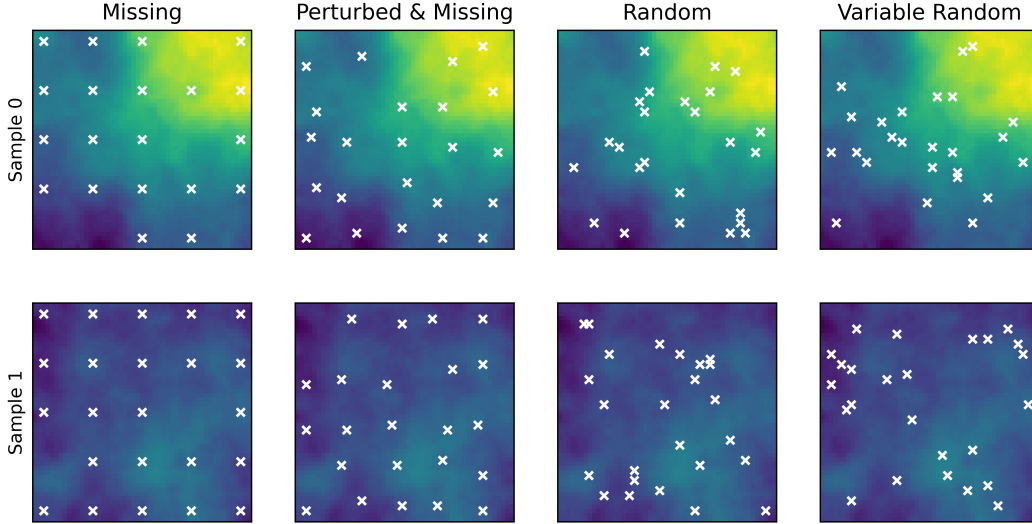 Missing
Perturbed & Missing
Random
Variable Random
Sample 0
Sample 1